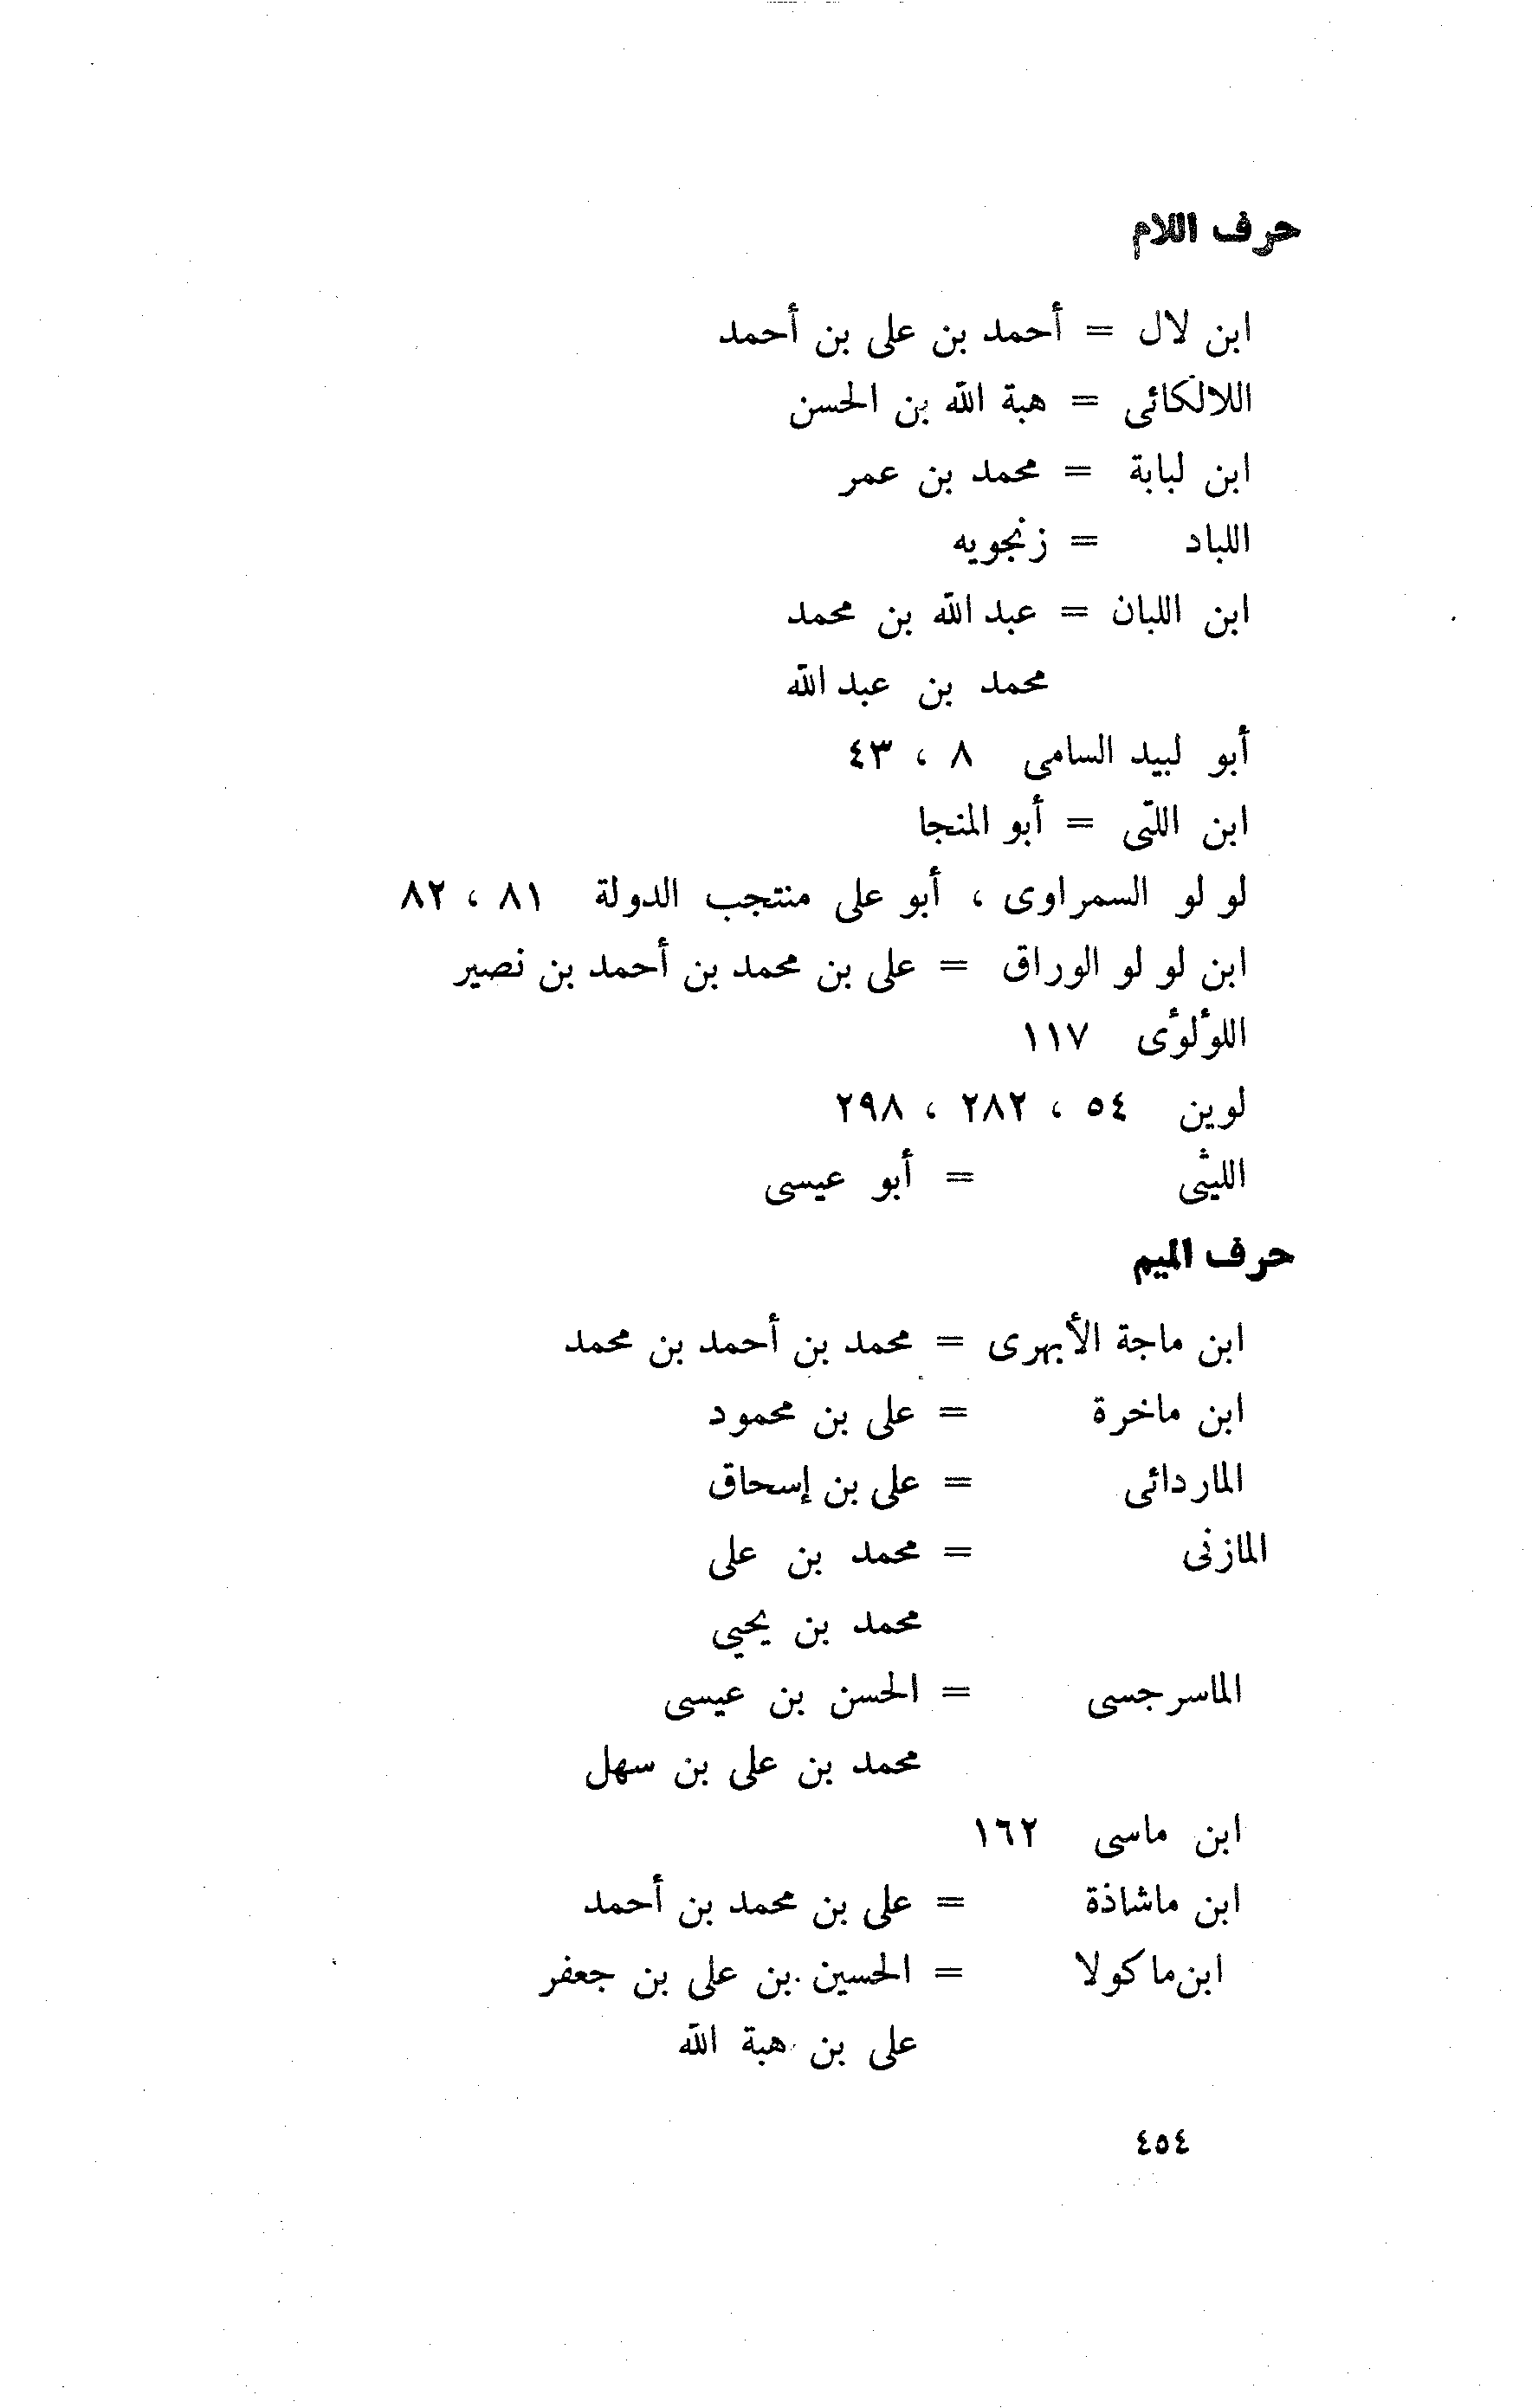 حرف اللام
ابن لال = أحمد بن على بن أحمد
اللالكائى = هبة الله بن الحسن
ابن لبابة = محمد بن عمر
اللباد = زنجويه
ابن اللبان = عبد الله بن محمد
محمد بن عبد الله
أبو لبيد السامى ٨ ، ٤٣
ابن اللتى = أبو المنجا
لو لو السمراوى ، أبو على منتجب الدولة ٨١ ، ٨٢
ابن لو لو الوراق = على بن محمد بن أحمد بن نصير
اللؤلؤى ١١٧
لوين ٥٤ ، ٢٨٢ ، ٢٩٨
الليثى = أبو عيسى
حرف الميم
ابن ماجة الأبهرى = محمد بن أحمد بن محمد
ابن ماخرة = على بن محمود
الماردائى = على بن إسحاق
المازنى = محمد بن على
محمد بن يحيى
الماسرجسى = الحسن بن عيسى
محمد بن على بن سهل
ابن ماسى ١٦٢
ابن ماشاذة = على بن محمد بن أحمد
ابن ماكولا = الحسين بن على بن جعفر
على بن هبة الله
٤٥٤